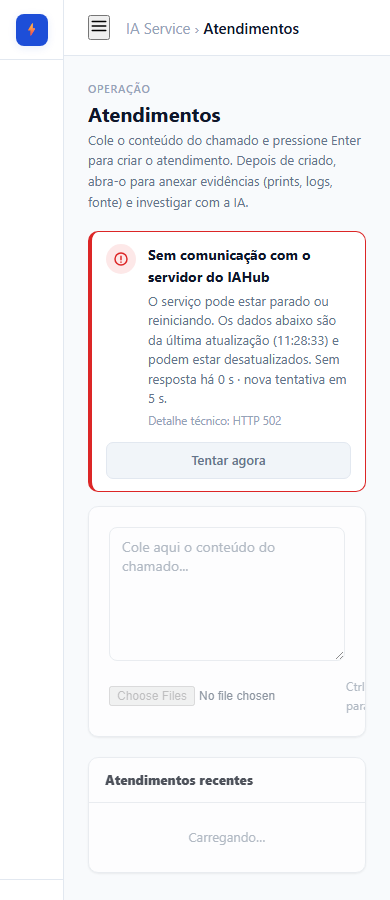 IA Service › Atendimentos
OPERAÇÃO
Atendimentos
Cole o conteúdo do chamado e pressione Enter
para criar o atendimento. Depois de criado,
abra-o para anexar evidências (prints, logs,
fonte) e investigar com a IA.
Sem comunicação com o
servidor do IAHub
O serviço pode estar parado ou
reiniciando. Os dados abaixo são
da última atualização (11:28:33) e
podem estar desatualizados. Sem
resposta há 0 s · nova tentativa em
5 s.
Detalhe técnico: HTTP 502
Tentar agora
Cole aqui o conteúdo do
chamado...
Choose Files No file chosen
Ctrl
para
Atendimentos recentes
Carregando...